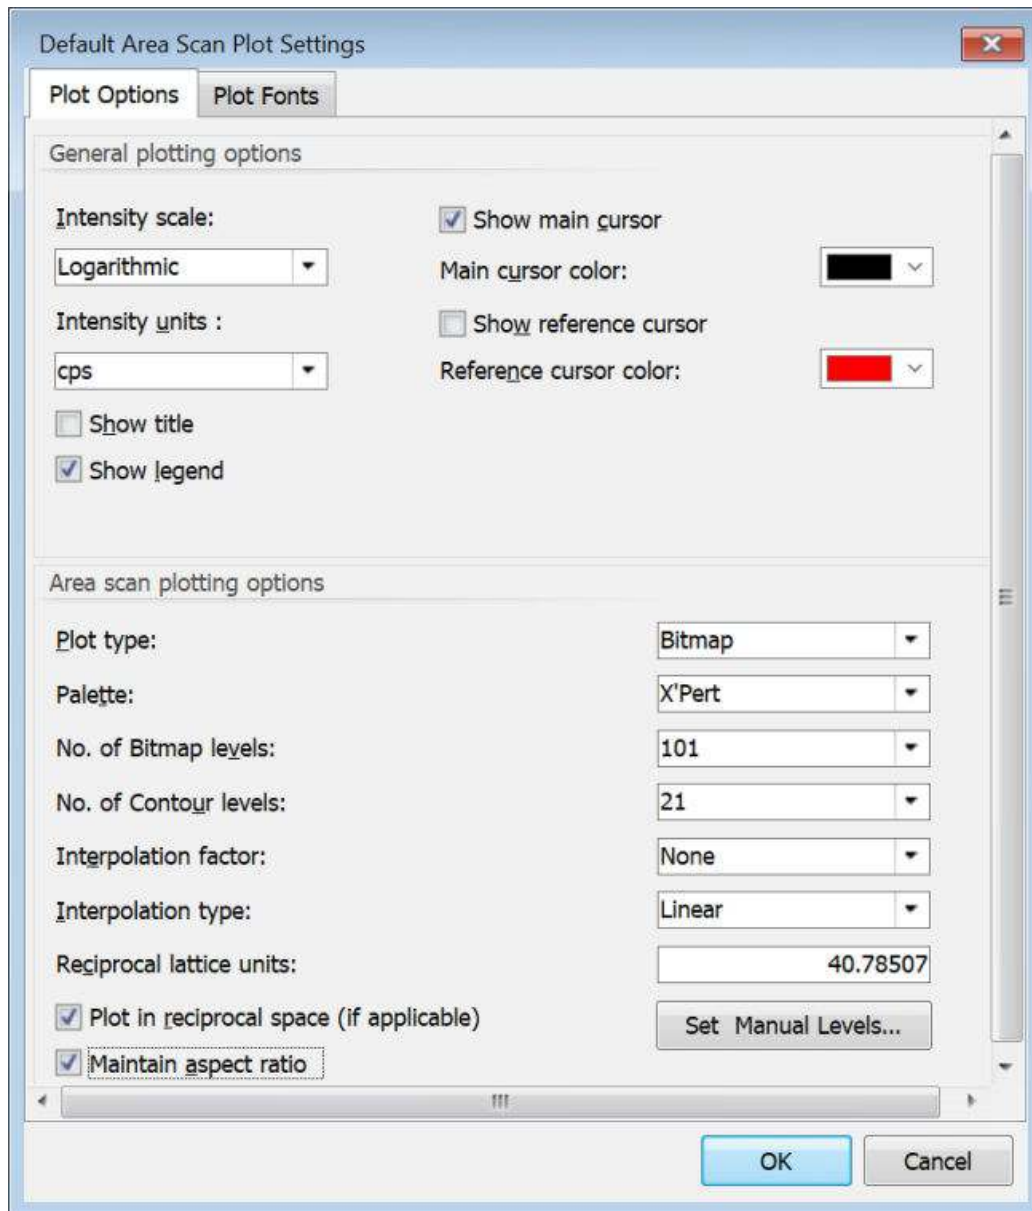 Default Area Scan Plot Settings
Plot Options
Plot Fonts
General plotting options
Intensity scale:
Logarithmic
Intensity units :
cps
Show title
Show legend
Show main cursor
Main cursor color:
Show reference cursor
Reference cursor color:
Area scan plotting options
Plot type:
Bitmap
Palette:
X'Pert
No. of Bitmap levels:
101
No. of Contour levels:
21
Interpolation factor:
None
Interpolation type:
Linear
Reciprocal lattice units:
40.78507
Plot in reciprocal space (if applicable)
Set Manual Levels...
Maintain aspect ratio
OK
Cancel